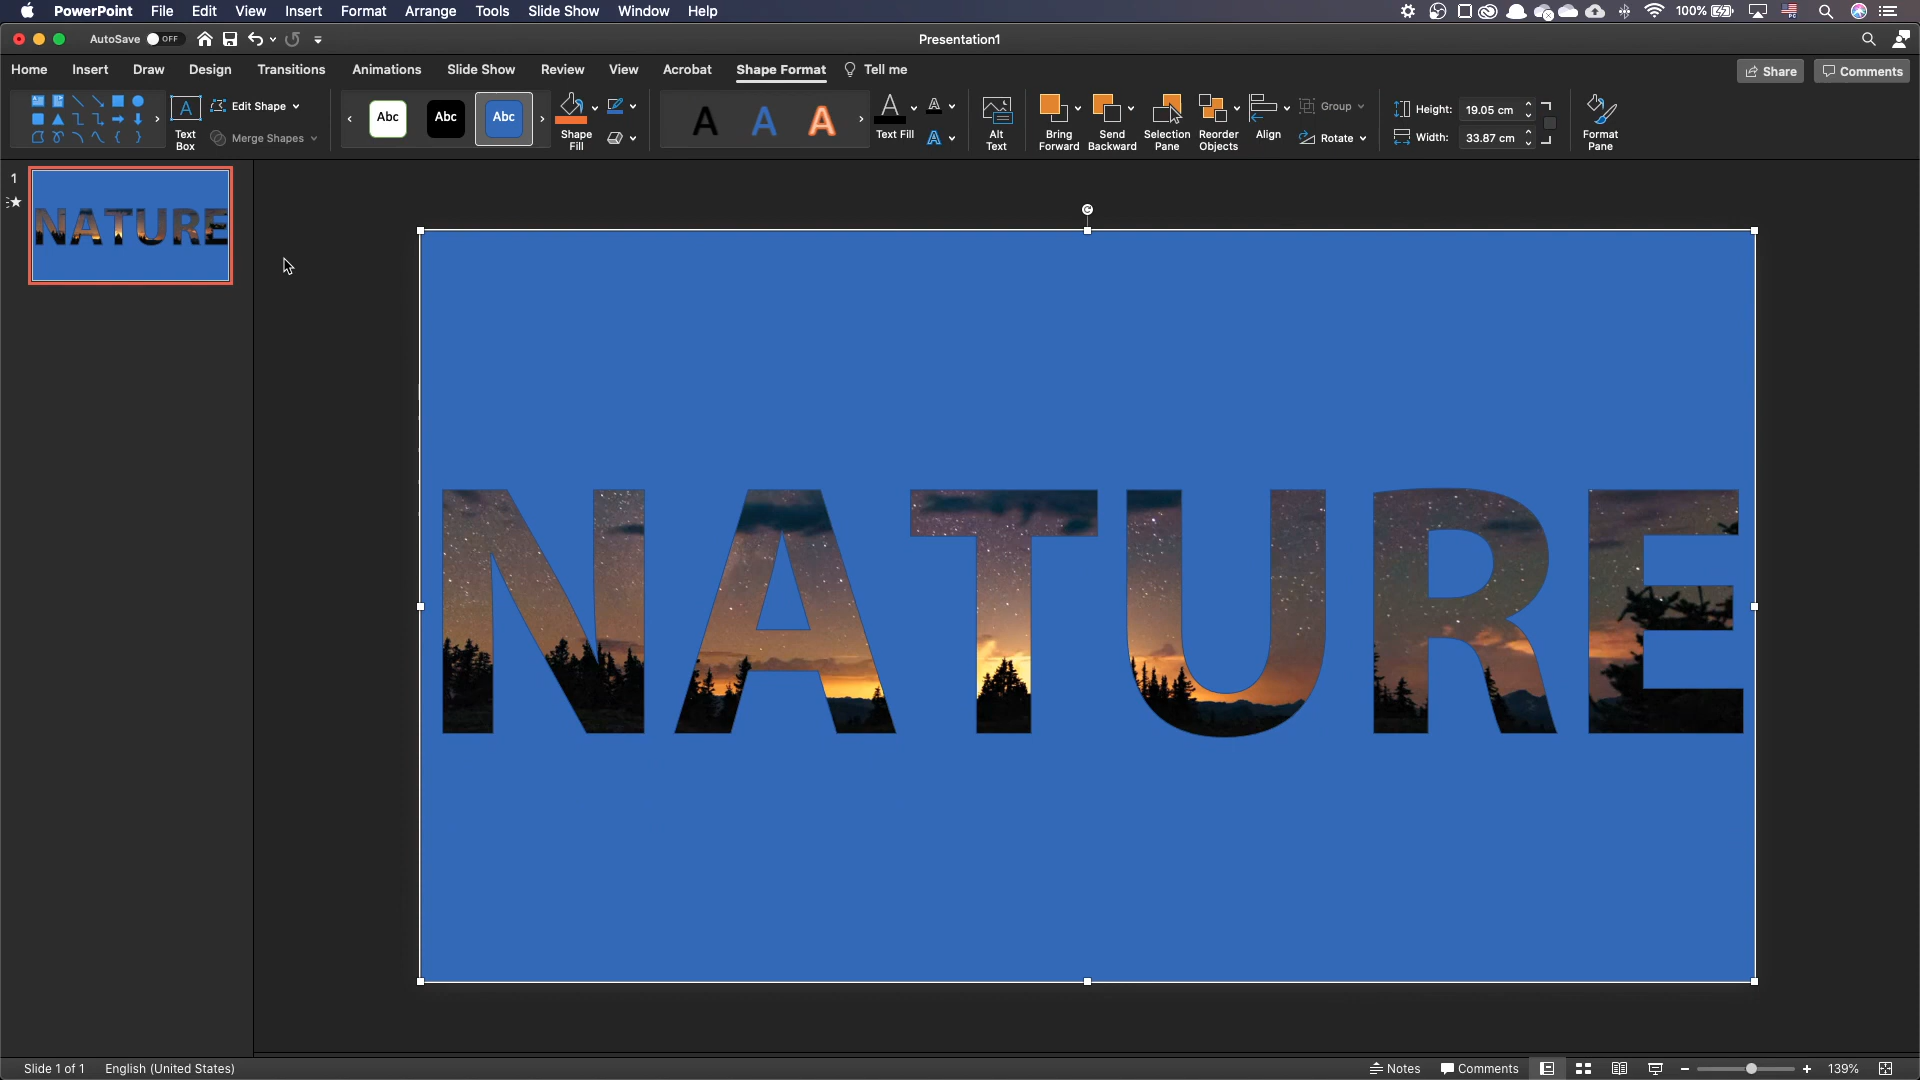 PowerPoint File Edit View Insert Format Arrange Tools Slide Show Window Help 100%
AutoSave OFF Presentation1
Home Insert Draw Design Transitions Animations Slide Show Review View Acrobat Shape Format Tell me Share Comments
A Text Box Edit Shape Merge Shapes
Abc Abc Abc
Shape Fill
A A A
A Text Fill A A
Alt Text
Bring Forward Send Backward Selection Pane Reorder Objects Align Group Rotate
Height: 19.05 cm
Width: 33.87 cm
Format Pane
1
NATURE
NATURE
Slide 1 of 1 English (United States) Notes Comments 139%